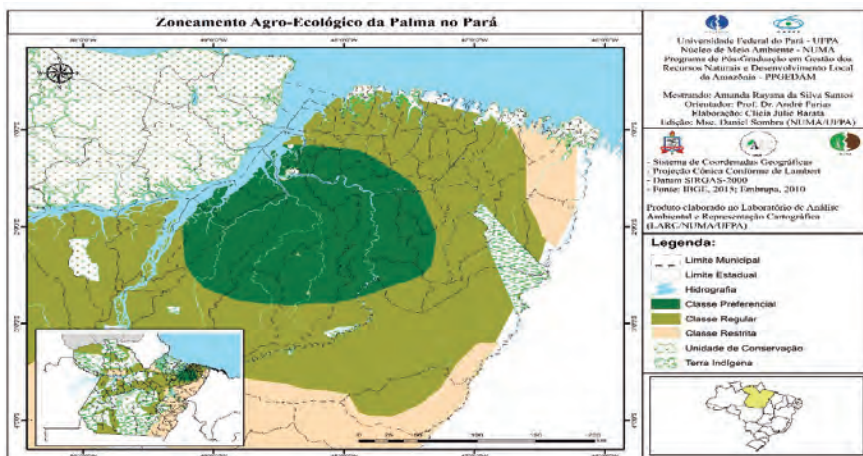 Zoneamento Agro-Ecológico da Palma no Pará
Universidade Federal do Pará - UFPA
Núcleo de Meio Ambiente - NUMA
Programa de Pós-Graduação em Gestão dos
Recursos Naturais e Desenvolvimento Local
da Amazônia - PPGEDAM
Mestrando: Amanda Rayana da Silva Santos
Orientador: Prof. Dr. André Farias
Elaboração: Clicia Julie Barata
Edição: Msc. Daniel Sombra (NUMA/UFPA)
- Sistema de Coordenadas Geográficas
- Projeção Cônica Conforme de Lambert
- Datum SIRGAS-2000
- Fonte: IBGE, 2015; Embrapa, 2010
Produto elaborado no Laboratório de Análise
Ambiental e Representação Cartográfica
(LARC/NUMA/UFPA)
Legenda:
Limite Municipal
Limite Estadual
Hidrografia
Classe Preferencial
Classe Regular
Classe Restrita
Unidade de Conservação
Terra Indígena